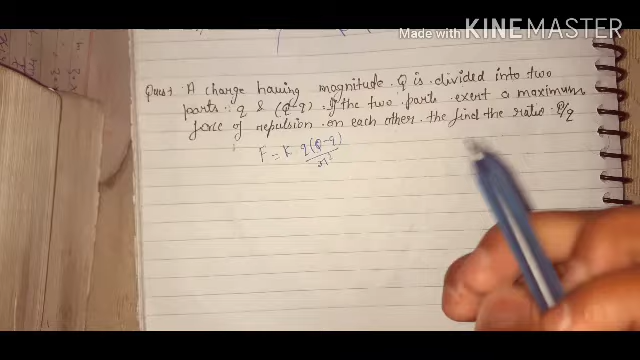 Made with KINEMASTER
Ques→ A charge having magnitude Q is divided into two
parts q & (Q-q). If the two parts exert a maximum
force of repulsion on each other. the find the ratio Q/q
F = K q(Q-q)
r²